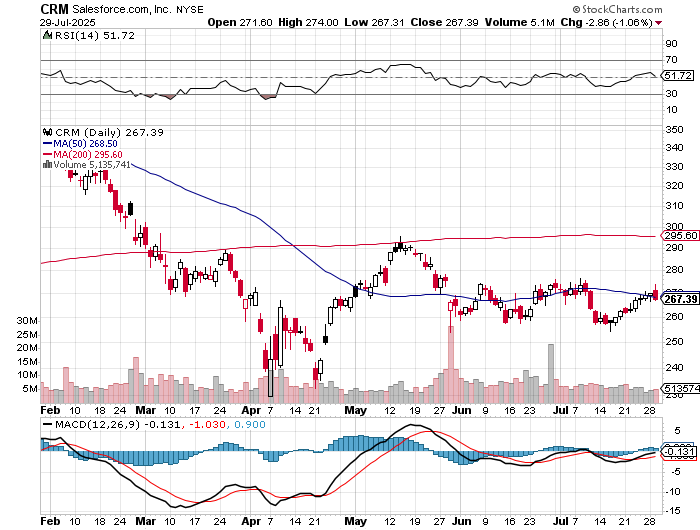 CRM Salesforce.com, Inc. NYSE © StockCharts.com
29-Jul-2025 Open 271.60 High 274.00 Low 267.31 Close 267.39 Volume 5.1M Chg -2.86 (-1.06%)
RSI(14) 51.72
90
70
51.72
30
10
CRM (Daily) 267.39
MA(50) 268.50
MA(200) 295.60
Volume 5,135,741
350
340
330
320
310
300
295.60
290
280
270
267.39
260
250
240
230
30M
25M
20M
15M
10M
5M
513574
Feb 10 18 24 Mar 10 17 24 Apr 7 14 21 May 12 19 27 Jun 9 16 23 Jul 7 14 21 28
MACD(12,26,9) -0.131, -1.030, 0.900
5
-0.131
-5
-10
-15
Feb 10 18 24 Mar 10 17 24 Apr 7 14 21 May 12 19 27 Jun 9 16 23 Jul 7 14 21 28